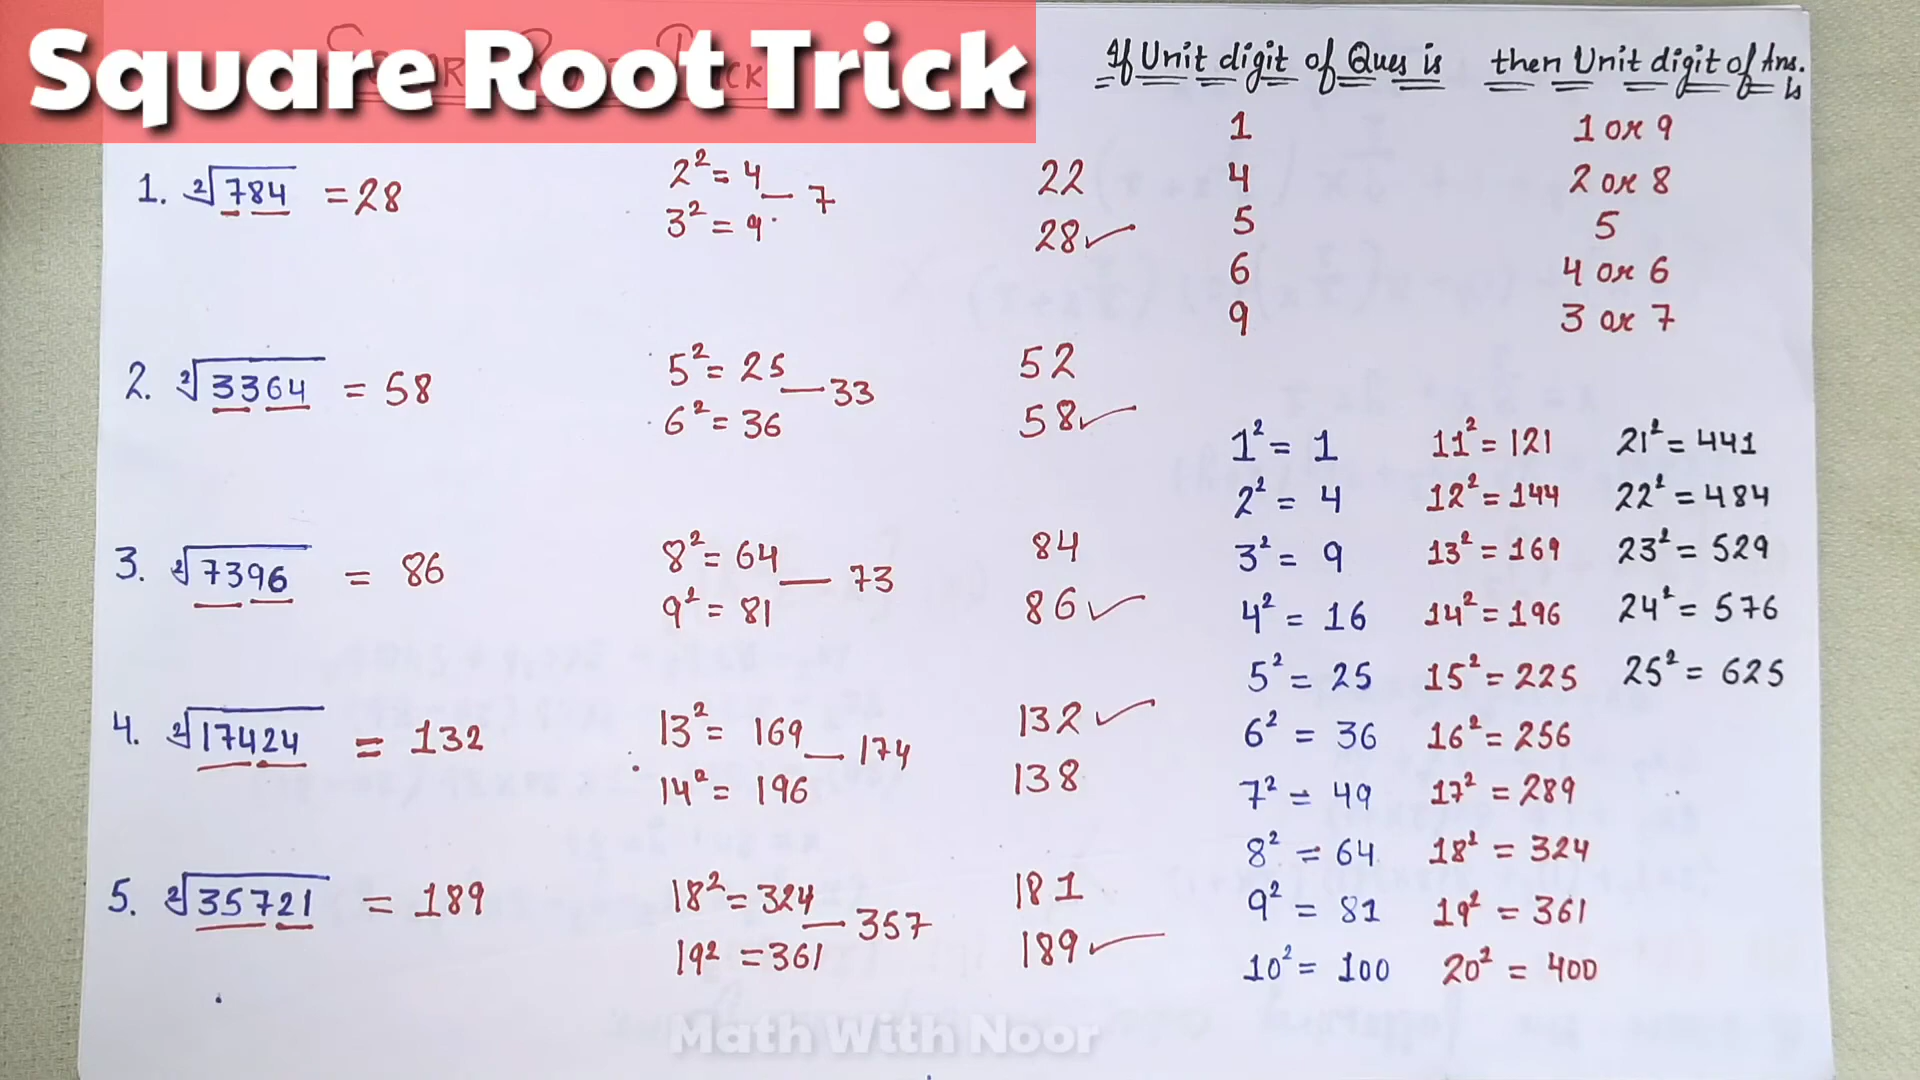 Square Root Trick
1. ²√784 = 28
2² = 4
3² = 9 — 7
22
28 ✓
2. ²√3364 = 58
5² = 25
6² = 36 — 33
52
58 ✓
3. ²√7396 = 86
8² = 64
9² = 81 — 73
84
86 ✓
4. ²√17424 = 132
13² = 169
14² = 196 — 174
132 ✓
138
5. ²√35721 = 189
18² = 324
19² = 361 — 357
181
189 ✓
If Unit digit of Ques is then Unit digit of Ans. is
1 1 or 9
4 2 or 8
5 5
6 4 or 6
9 3 or 7
1² = 1 11² = 121 21² = 441
2² = 4 12² = 144 22² = 484
3² = 9 13² = 169 23² = 529
4² = 16 14² = 196 24² = 576
5² = 25 15² = 225 25² = 625
6² = 36 16² = 256
7² = 49 17² = 289
8² = 64 18² = 324
9² = 81 19² = 361
10² = 100 20² = 400
Math With Noor